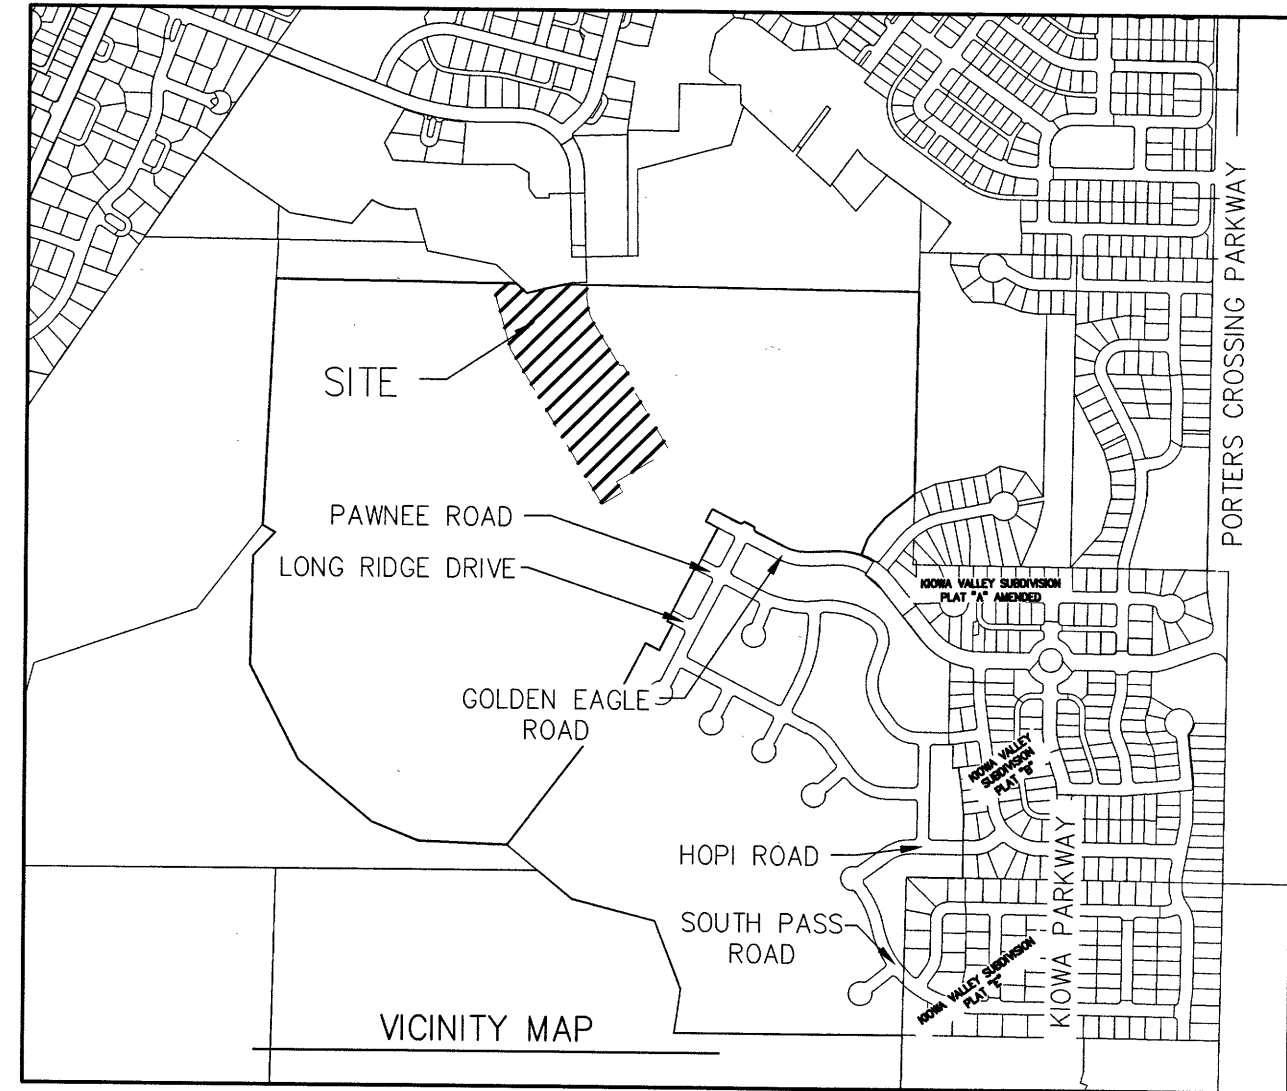 PORTERS CROSSING PARKWAY
SITE
PAWNEE ROAD
LONG RIDGE DRIVE
KIOWA VALLEY SUBDIVISION
PLAT "A" AMENDED
GOLDEN EAGLE
ROAD
KIOWA VALLEY
SUBDIVISION
PLAT "B"
HOPI ROAD
KIOWA PARKWAY
SOUTH PASS
ROAD
KIOWA VALLEY SUBDIVISION
PLAT "E"
VICINITY MAP